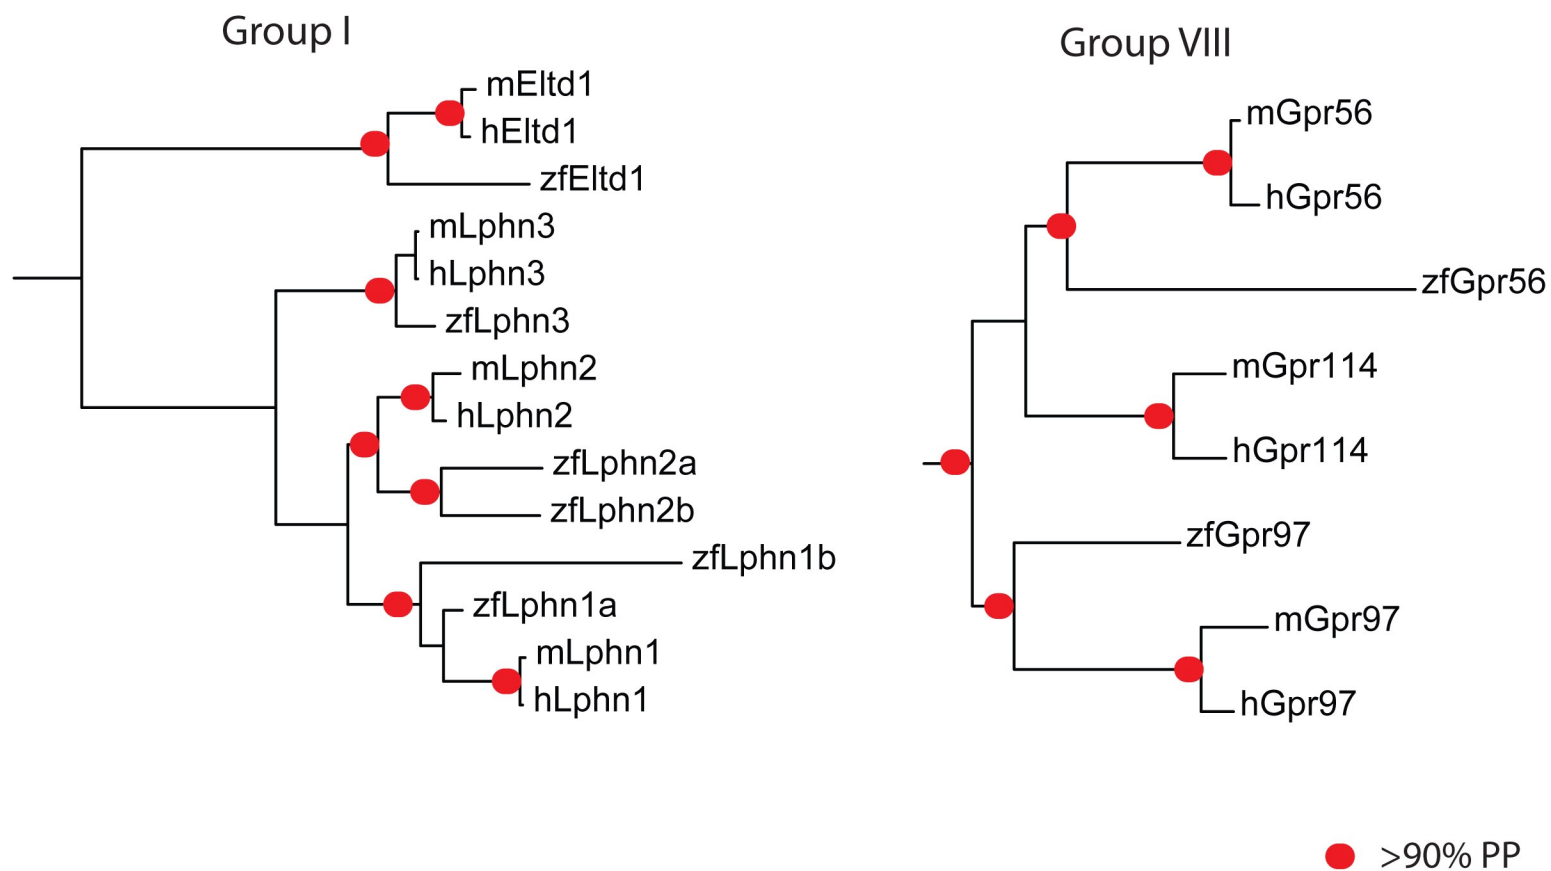 Group I
mEltd1
hEltd1
zfEltd1
mLphn3
hLphn3
zfLphn3
mLphn2
hLphn2
zfLphn2a
zfLphn2b
zfLphn1b
zfLphn1a
mLphn1
hLphn1
Group VIII
mGpr56
hGpr56
zfGpr56
mGpr114
hGpr114
zfGpr97
mGpr97
hGpr97
>90% PP